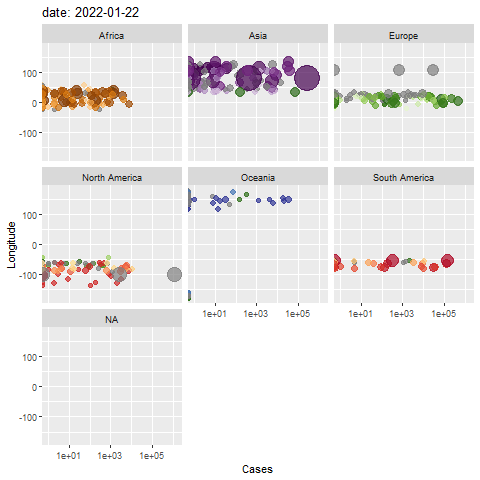 date: 2022-01-22
Africa
Asia
Europe
100
0
-100
North America
Oceania
South America
100
0
-100
Longitude
1e+01 1e+03 1e+05
1e+01 1e+03 1e+05
NA
100
0
-100
1e+01 1e+03 1e+05
Cases